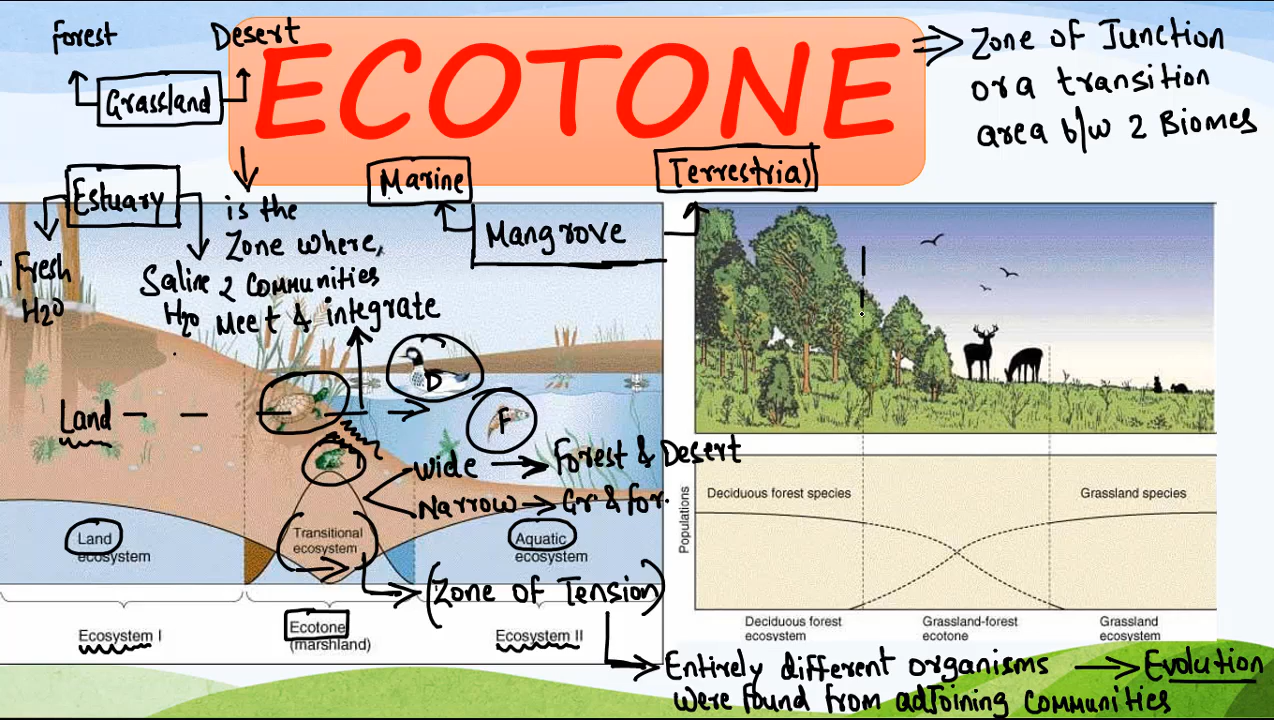 Forest
Desert
Grassland
ECOTONE
⇒ Zone of Junction
or a transition
area b/w 2 Biomes
Estuary
Fresh
H2O
Saline
H2O
is the
Zone where,
2 Communities
Meet & integrate
Marine
Terrestrial
Mangrove
Land
D
F
Wide → Forest & Desert
Narrow → Gr. & for.
Land
ecosystem
Transitional
ecosystem
Aquatic
ecosystem
(Zone of Tension)
Ecosystem I
Ecotone
(marshland)
Ecosystem II
Populations
Deciduous forest species
Grassland species
Deciduous forest
ecosystem
Grassland-forest
ecotone
Grassland
ecosystem
Entirely different organisms → Evolution
were found from adJoining communities